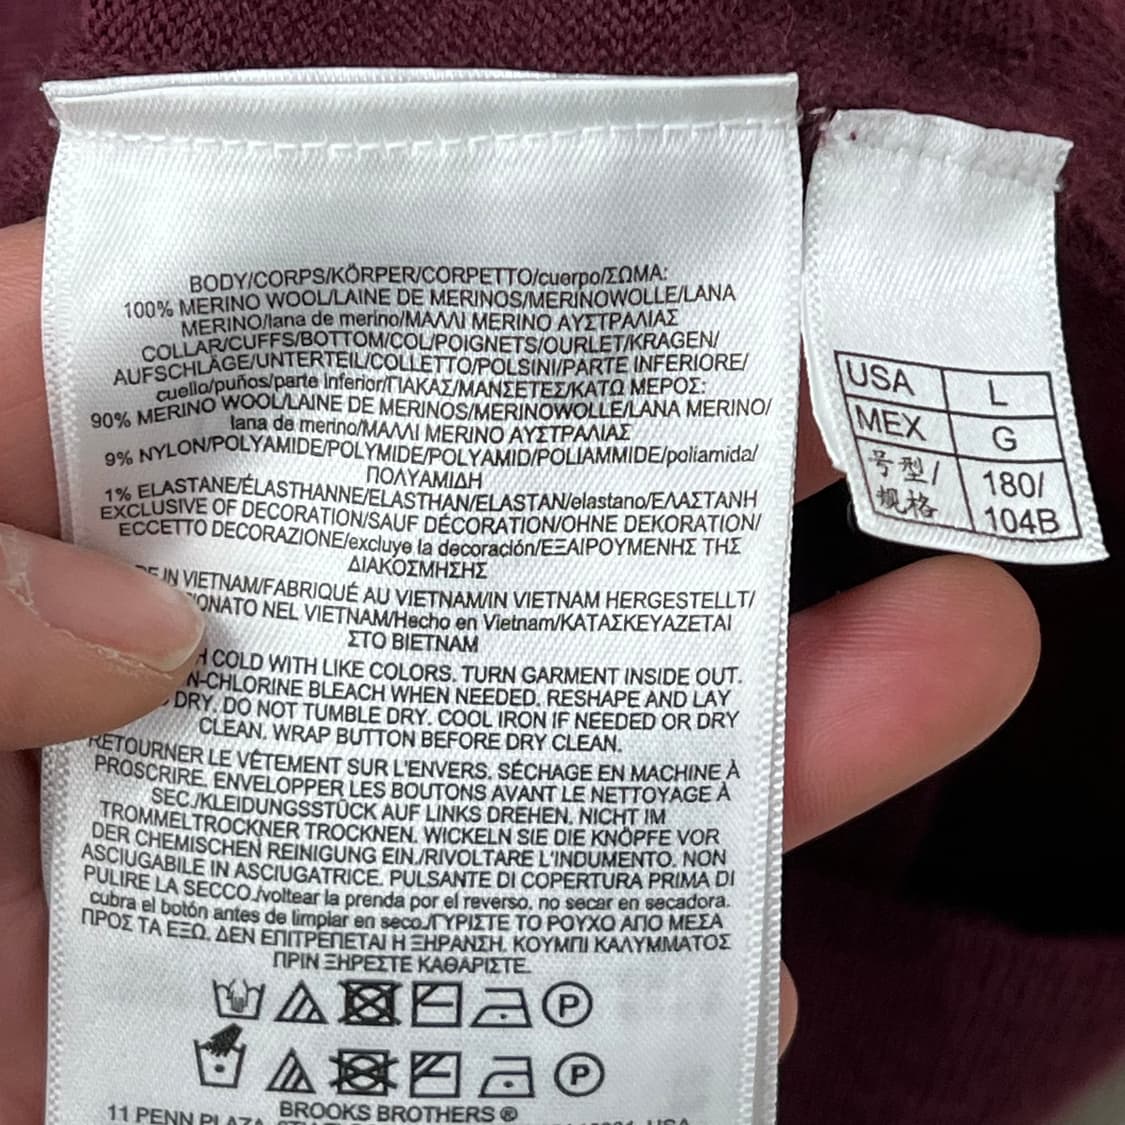 BODY/CORPS/KÖRPER/CORPETTO/cuerpo/ΣΩΜΑ:
100% MERINO WOOL/LAINE DE MERINOS/MERINOWOLLE/LANA
MERINO/lana de merino/ΜΑΛΛΙ MERINO ΑΥΣΤΡΑΛΙΑΣ
COLLAR/CUFFS/BOTTOM/COL/POIGNETS/OURLET/KRAGEN/
AUFSCHLÄGE/UNTERTEIL/COLLETTO/POLSINI/PARTE INFERIORE/
cuello/puños/parte inferior/ΓΙΑΚΑΣ/ΜΑΝΣΕΤΕΣ/ΚΑΤΩ ΜΕΡΟΣ:
90% MERINO WOOL/LAINE DE MERINOS/MERINOWOLLE/LANA MERINO/
lana de merino/ΜΑΛΛΙ MERINO ΑΥΣΤΡΑΛΙΑΣ
9% NYLON/POLYAMIDE/POLYMIDE/POLYAMID/POLIAMMIDE/poliamida/
ΠΟΛΥΑΜΙΔΗ
1% ELASTANE/ÉLASTHANNE/ELASTHAN/ELASTAN/elastano/ΕΛΑΣΤΑΝΗ
EXCLUSIVE OF DECORATION/SAUF DÉCORATION/OHNE DEKORATION/
ECCETTO DECORAZIONE/excluye la decoración/ΕΞΑΙΡΟΥΜΕΝΗΣ ΤΗΣ
ΔΙΑΚΟΣΜΗΣΗΣ
IN VIETNAM/FABRIQUÉ AU VIETNAM/IN VIETNAM HERGESTELLT/
NEL VIETNAM/Hecho en Vietnam/ΚΑΤΑΣΚΕΥΑΖΕΤΑΙ
ΣΤΟ ΒΙΕΤΝΑΜ
COLD WITH LIKE COLORS. TURN GARMENT INSIDE OUT.
N-CHLORINE BLEACH WHEN NEEDED. RESHAPE AND LAY
DRY. DO NOT TUMBLE DRY. COOL IRON IF NEEDED OR DRY
CLEAN. WRAP BUTTON BEFORE DRY CLEAN.
RETOURNER LE VÊTEMENT SUR L'ENVERS. SÉCHAGE EN MACHINE À
PROSCRIRE. ENVELOPPER LES BOUTONS AVANT LE NETTOYAGE À
SEC./KLEIDUNGSSTÜCK AUF LINKS DREHEN. NICHT IM
TROMMELTROCKNER TROCKNEN. WICKELN SIE DIE KNÖPFE VOR
DER CHEMISCHEN REINIGUNG EIN./RIVOLTARE L'INDUMENTO. NON
ASCIUGABILE IN ASCIUGATRICE. PULSANTE DI COPERTURA PRIMA DI
PULIRE LA SECCO./voltear la prenda por el reverso. no secar en secadora.
cubra el botón antes de limpiar en seco./ΓΥΡΙΣΤΕ ΤΟ ΡΟΥΧΟ ΑΠΟ ΜΕΣΑ
ΠΡΟΣ ΤΑ ΕΞΩ. ΔΕΝ ΕΠΙΤΡΕΠΕΤΑΙ Η ΞΗΡΑΝΣΗ. ΚΟΥΜΠΙ ΚΑΛΥΜΜΑΤΟΣ
ΠΡΙΝ ΞΗΡΕΣΤΕ ΚΑΘΑΡΙΣΤΕ.
P
P
BROOKS BROTHERS ®
11 PENN PLAZA
USA L
MEX G
号型/ 180/
规格 104B